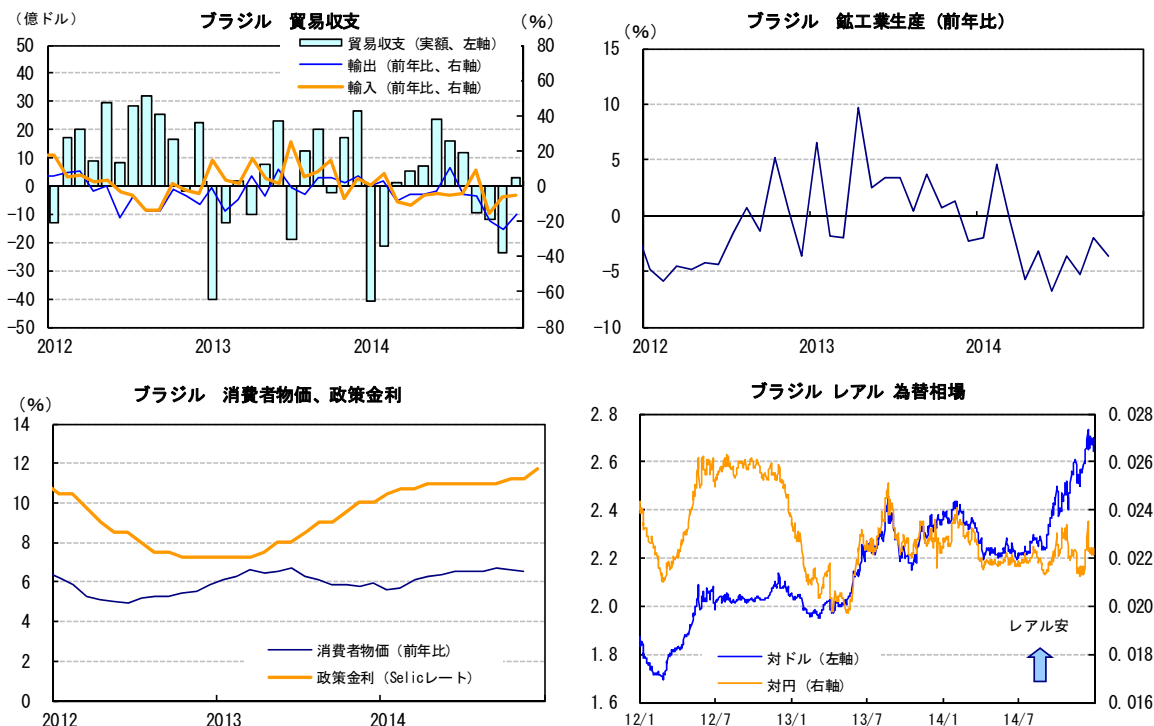 ブラジル　貿易収支
（億ドル） （%）
貿易収支（実額、左軸）
輸出（前年比、右軸）
輸入（前年比、右軸）
50 80
40 60
30 40
20
10 20
0 0
-10 -20
-20
-30 -40
-40 -60
-50 -80
2012 2013 2014
ブラジル　鉱工業生産（前年比）
（%）
15
10
5
0
-5
-10
2012 2013 2014
ブラジル　消費者物価、政策金利
（%）
14
12
10
8
6
4
2
0
消費者物価（前年比）
政策金利（Selicレート）
2012 2013 2014
ブラジル レアル 為替相場
2.8 0.028
2.6 0.026
2.4 0.024
2.2 0.022
2.0 0.020
1.8 0.018
1.6 0.016
レアル安
対ドル（左軸）
対円（右軸）
12/1 12/7 13/1 13/7 14/1 14/7